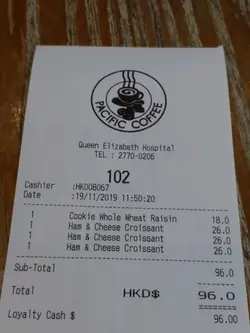 PACIFIC COFFEE
Queen Elizabeth Hospital
TEL : 2770-0206
102
Cashier :HK008067
Date :19/11/2019 11:50:20
1 Cookie Whole Wheat Raisin 18.0
1 Ham & Cheese Croissant 26.0
1 Ham & Cheese Croissant 26.0
1 Ham & Cheese Croissant 26.0
Sub-Total 96.0
Total HKD$ 96.0
Loyalty Cash $ 96.00